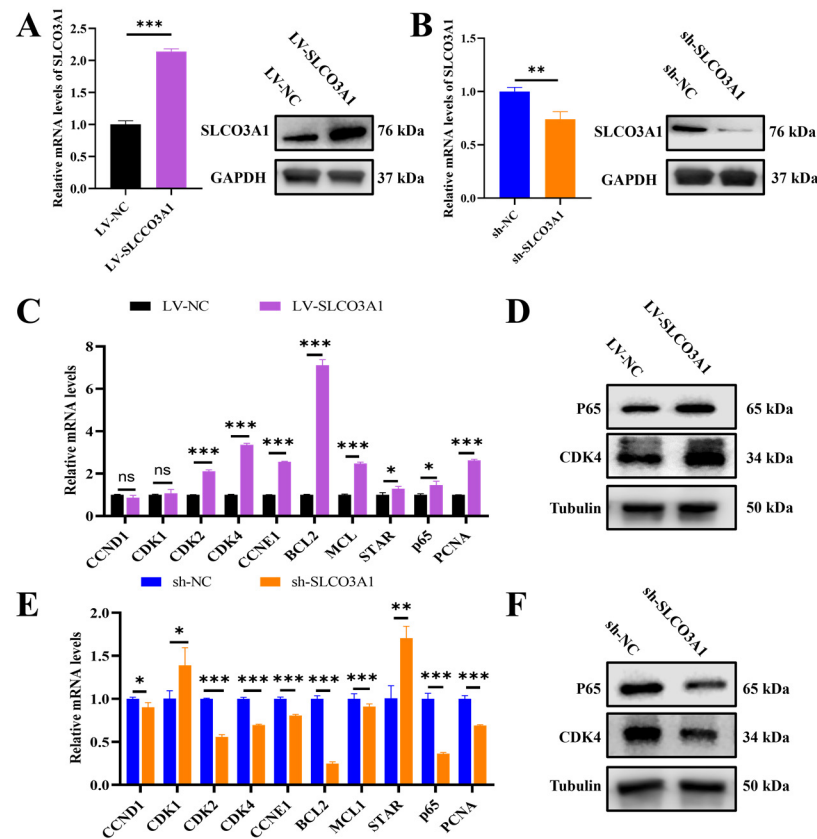 A
Relative mRNA levels of SLCO3A1
2.5
2.0
1.5
1.0
0.5
0.0
***
LV-NC
LV-SLCCO3A1
LV-NC
LV-SLCCO3A1
SLCO3A1
76 kDa
GAPDH
37 kDa
B
Relative mRNA levels of SLCO3A1
1.5
1.0
0.5
0.0
**
sh-NC
sh-SLCO3A1
sh-NC
sh-SLCO3A1
SLCO3A1
76 kDa
GAPDH
37 kDa
C
LV-NC
LV-SLCO3A1
Relative mRNA levels
8
6
4
2
0
ns
ns
***
***
***
***
***
*
*
***
CCND1
CDK1
CDK2
CDK4
CCNE1
BCL2
MCL
STAR
p65
PCNA
D
LV-NC
LV-SLCO3A1
P65
65 kDa
CDK4
34 kDa
Tubulin
50 kDa
E
sh-NC
sh-SLCO3A1
Relative mRNA levels
2.0
1.5
1.0
0.5
0.0
*
*
***
***
***
***
***
**
***
***
CCND1
CDK1
CDK2
CDK4
CCNE1
BCL2
MCL1
STAR
p65
PCNA
F
sh-NC
sh-SLCO3A1
P65
65 kDa
CDK4
34 kDa
Tubulin
50 kDa